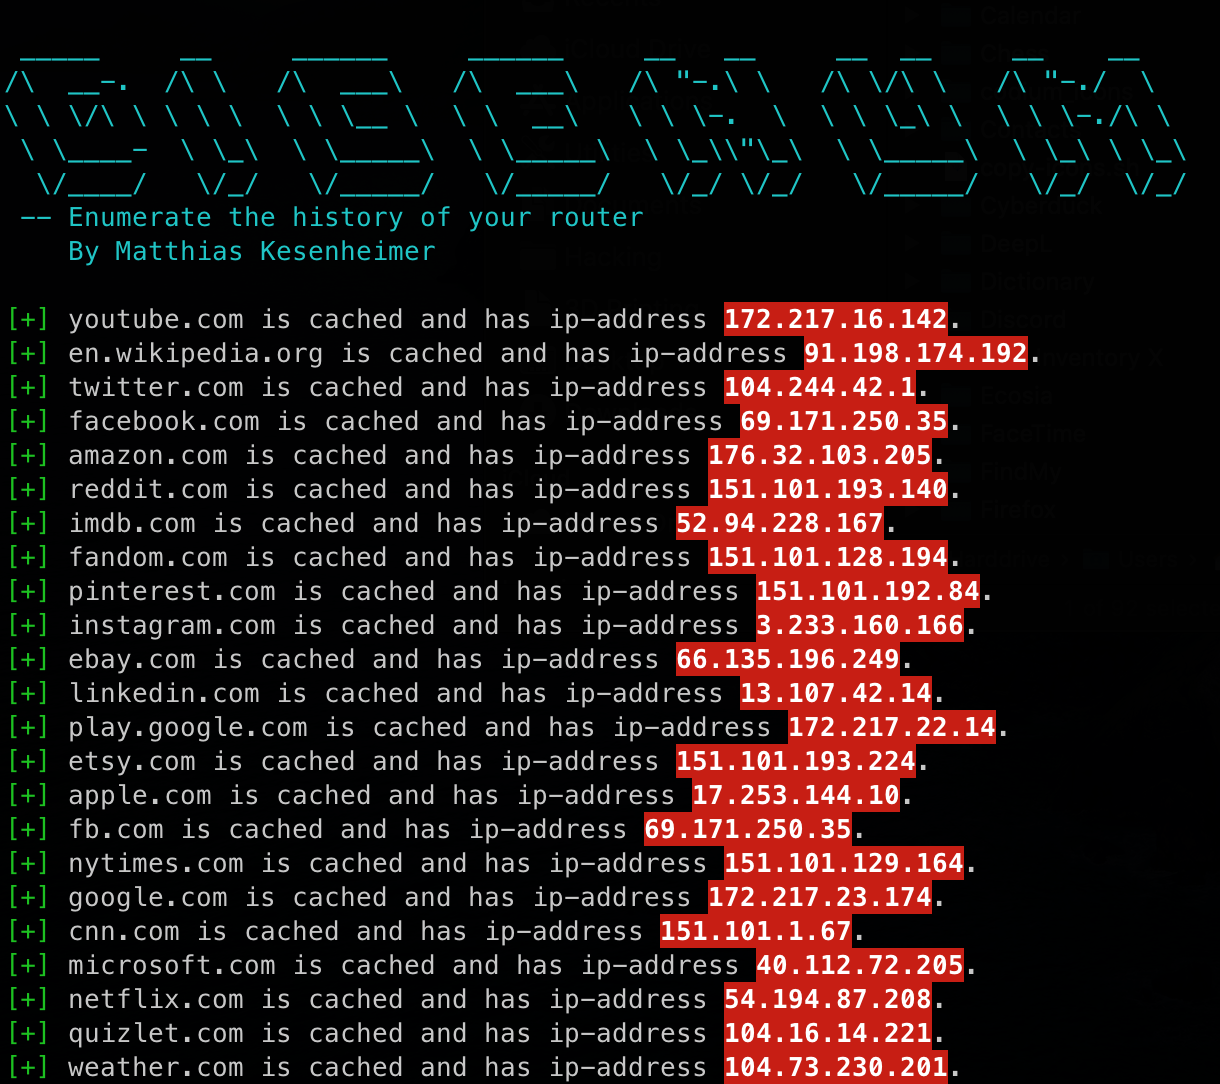 -- Enumerate the history of your router
By Matthias Kesenheimer
[+] youtube.com is cached and has ip-address 172.217.16.142.
[+] en.wikipedia.org is cached and has ip-address 91.198.174.192.
[+] twitter.com is cached and has ip-address 104.244.42.1.
[+] facebook.com is cached and has ip-address 69.171.250.35.
[+] amazon.com is cached and has ip-address 176.32.103.205.
[+] reddit.com is cached and has ip-address 151.101.193.140.
[+] imdb.com is cached and has ip-address 52.94.228.167.
[+] fandom.com is cached and has ip-address 151.101.128.194.
[+] pinterest.com is cached and has ip-address 151.101.192.84.
[+] instagram.com is cached and has ip-address 3.233.160.166.
[+] ebay.com is cached and has ip-address 66.135.196.249.
[+] linkedin.com is cached and has ip-address 13.107.42.14.
[+] play.google.com is cached and has ip-address 172.217.22.14.
[+] etsy.com is cached and has ip-address 151.101.193.224.
[+] apple.com is cached and has ip-address 17.253.144.10.
[+] fb.com is cached and has ip-address 69.171.250.35.
[+] nytimes.com is cached and has ip-address 151.101.129.164.
[+] google.com is cached and has ip-address 172.217.23.174.
[+] cnn.com is cached and has ip-address 151.101.1.67.
[+] microsoft.com is cached and has ip-address 40.112.72.205.
[+] netflix.com is cached and has ip-address 54.194.87.208.
[+] quizlet.com is cached and has ip-address 104.16.14.221.
[+] weather.com is cached and has ip-address 104.73.230.201.